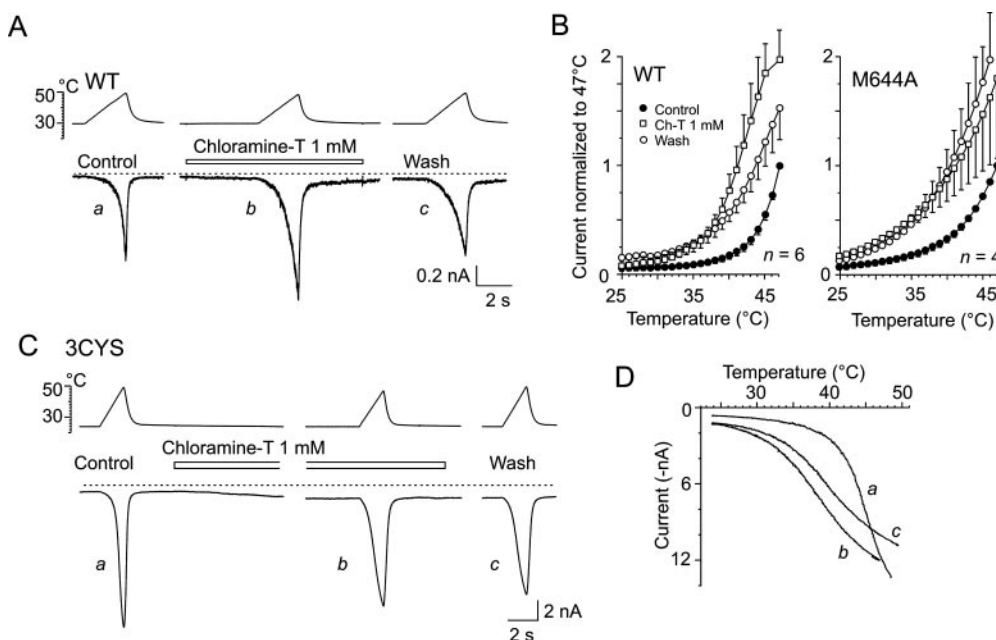 A
WT
°C
50
30
Control
Chloramine-T 1 mM
Wash
a
b
c
0.2 nA
2 s
B
WT
Control
Ch-T 1 mM
Wash
n = 6
Current normalized to 47°C
2
1
0
25
35
45
Temperature (°C)
M644A
n = 4
2
1
0
25
35
45
Temperature (°C)
C
3CYS
°C
50
30
Control
Chloramine-T 1 mM
Wash
a
b
c
2 nA
2 s
D
Temperature (°C)
30
40
50
0
6
12
Current (-nA)
a
c
b